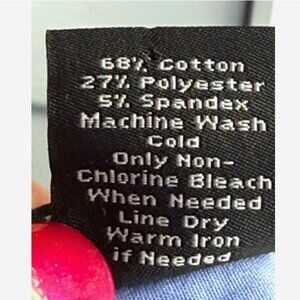 68% Cotton
27% Polyester
5% Spandex
Machine Wash
Cold
Only Non-
Chlorine Bleach
When Needed
Line Dry
Warm Iron
if Needed